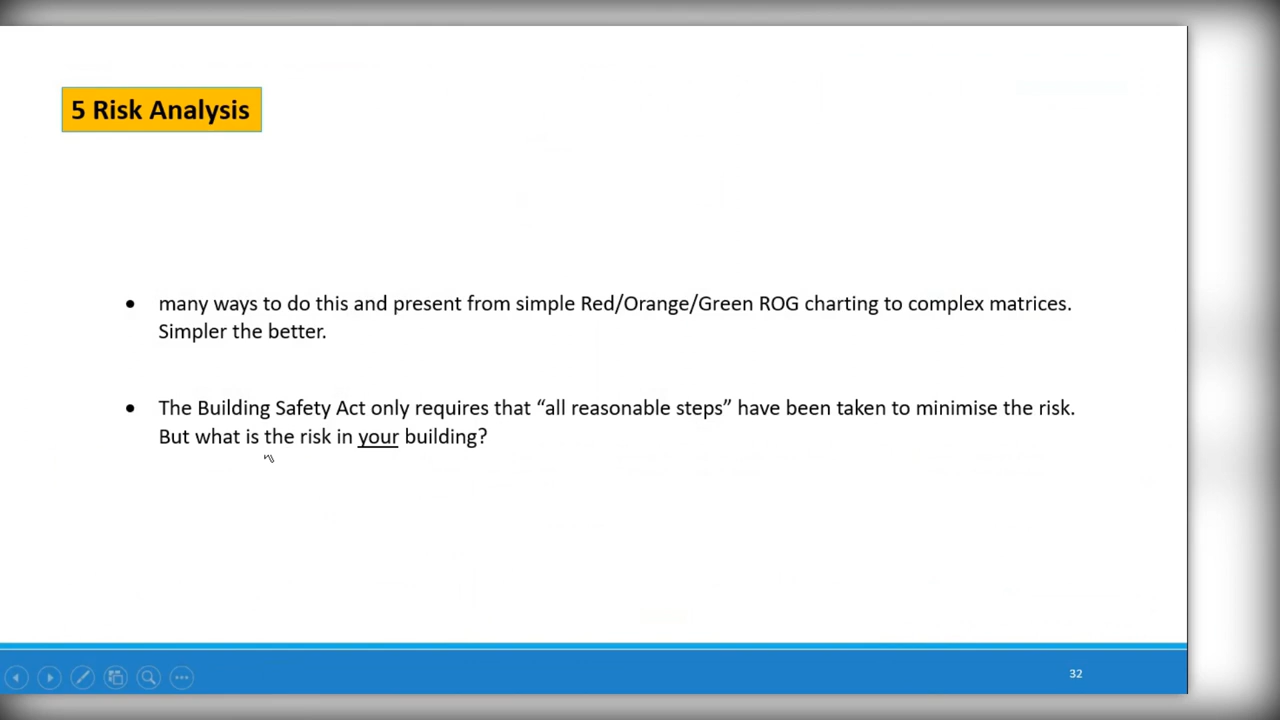 5 Risk Analysis
• many ways to do this and present from simple Red/Orange/Green ROG charting to complex matrices.
Simpler the better.
• The Building Safety Act only requires that “all reasonable steps” have been taken to minimise the risk.
But what is the risk in your building?
32